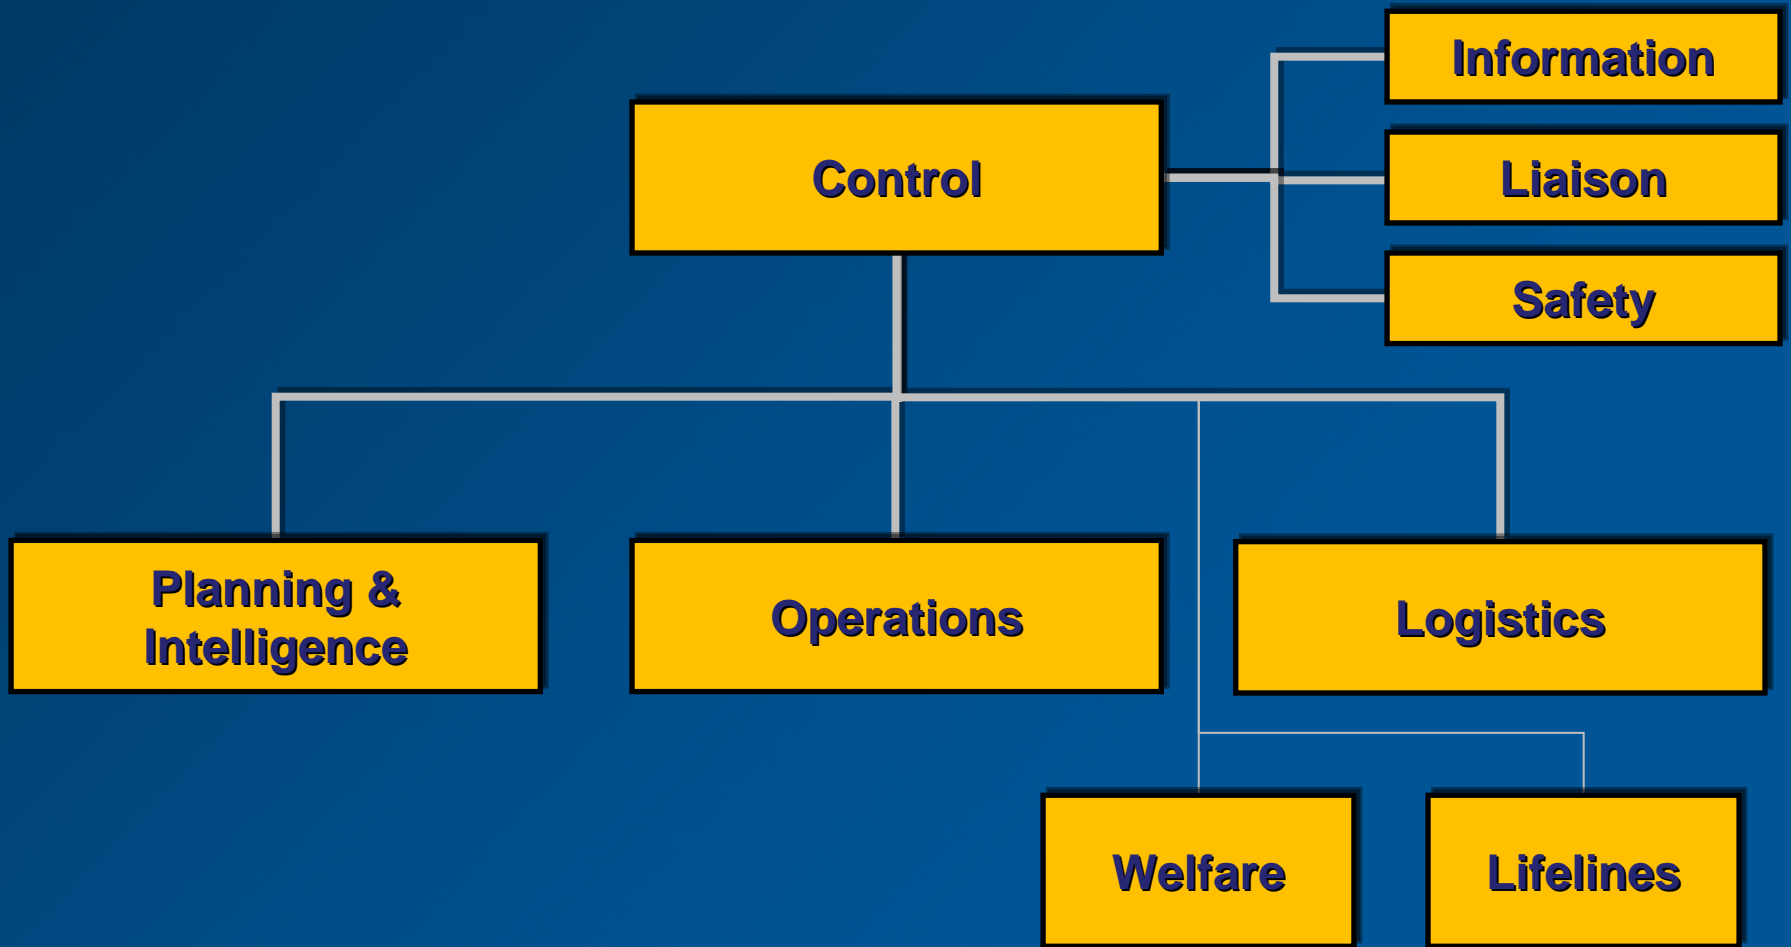 Information
Control
Liaison
Safety
Planning &
Intelligence
Operations
Logistics
Welfare
Lifelines